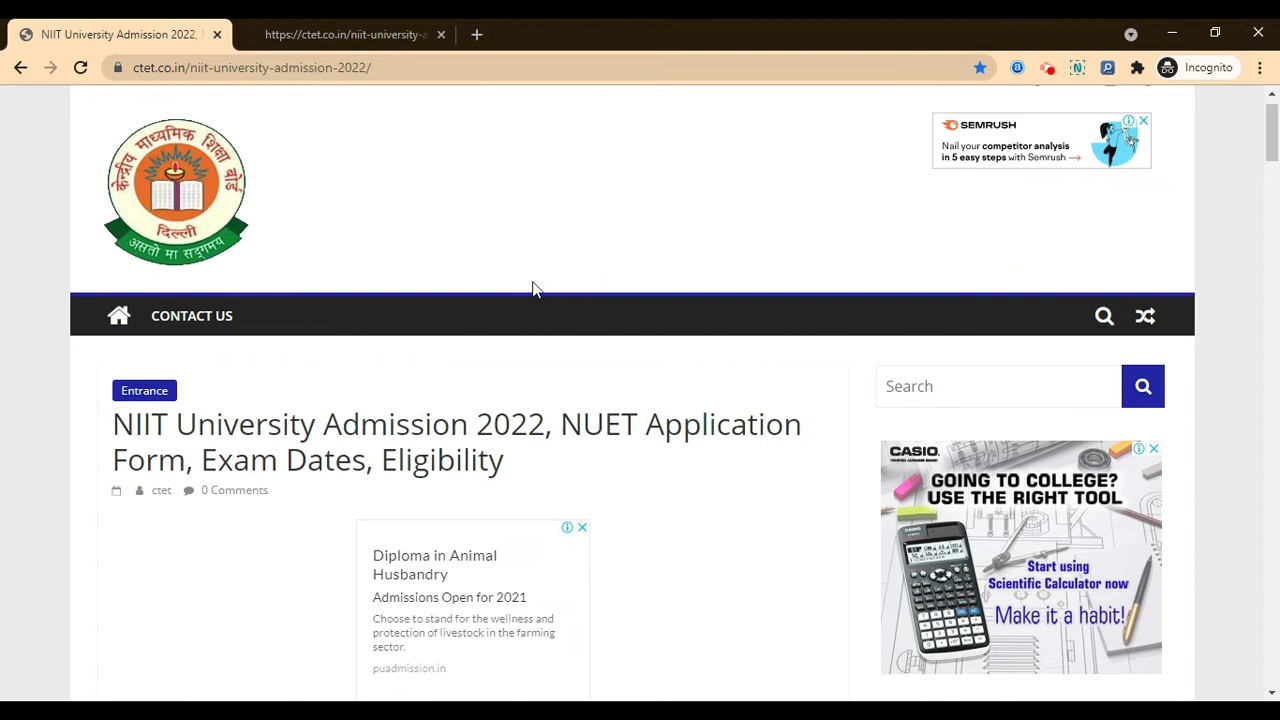 NIIT University Admission 2022,
https://ctet.co.in/niit-university-a
ctet.co.in/niit-university-admission-2022/
Incognito
केन्द्रीय माध्यमिक शिक्षा बोर्ड
दिल्ली
असतो मा सद्गमय
SEMRUSH
Nail your competitor analysis
in 5 easy steps with Semrush →
CONTACT US
Entrance
NIIT University Admission 2022, NUET Application
Form, Exam Dates, Eligibility
ctet
0 Comments
Diploma in Animal
Husbandry
Admissions Open for 2021
Choose to stand for the wellness and
protection of livestock in the farming
sector.
puadmission.in
Search
CASIO
GOING TO COLLEGE?
USE THE RIGHT TOOL
Start using
Scientific Calculator now
Make it a habit!